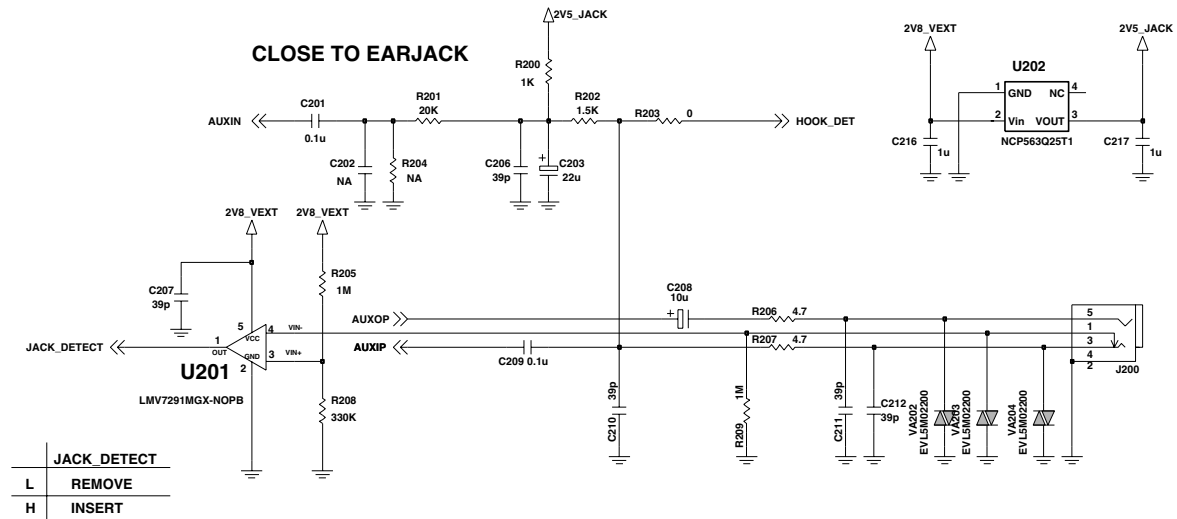 2V5_JACK
CLOSE TO EARJACK
R200
1K
C201
0.1u
R201
20K
R202
1.5K
R203 0
AUXIN
HOOK_DET
C202
NA
R204
NA
C206
39p
C203
22u
2V8_VEXT
2V5_JACK
U202
1 GND NC 4
2 Vin VOUT 3
NCP563Q25T1
C216
1u
C217
1u
2V8_VEXT
2V8_VEXT
C207
39p
R205
1M
C208
10u
R206 4.7
AUXOP
5
1
3
4
2
J200
JACK_DETECT
1
OUT
5
VCC
4
VIN-
GND
3
VIN+
2
U201
LMV7291MGX-NOPB
AUXIP
C209 0.1u
R207 4.7
R208
330K
39p
C210
1M
R209
39p
C211
C212
39p
VA202
EVL5M02200
VA203
EVL5M02200
VA204
EVL5M02200
JACK_DETECT
L REMOVE
H INSERT